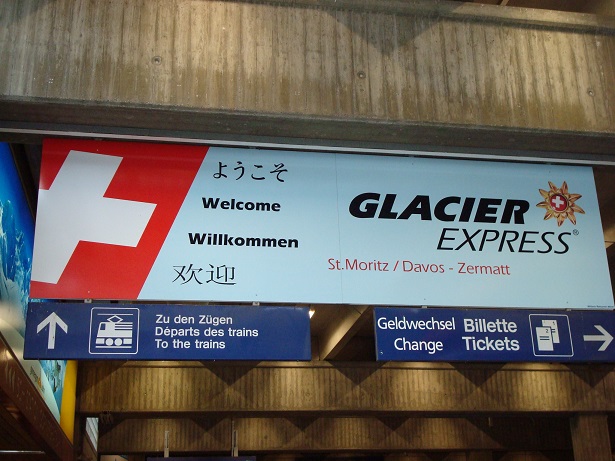 ようこそ
Welcome
Willkommen
欢迎
GLACIER
EXPRESS®
St.Moritz / Davos - Zermatt
Zu den Zügen
Départs des trains
To the trains
Geldwechsel Billette
Change Tickets